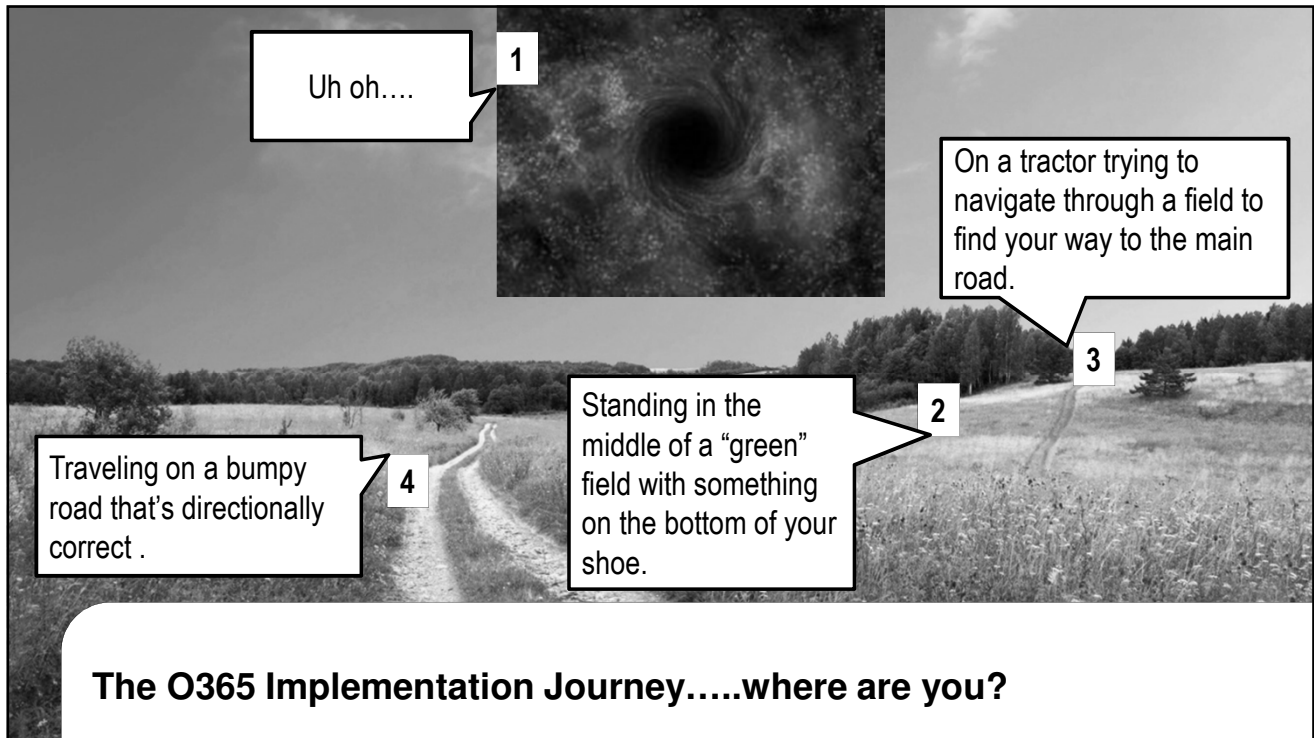 Uh oh….
1
On a tractor trying to
navigate through a field to
find your way to the main
road.
3
Standing in the
middle of a “green”
field with something
on the bottom of your
shoe.
2
Traveling on a bumpy
road that’s directionally
correct .
4
The O365 Implementation Journey…..where are you?